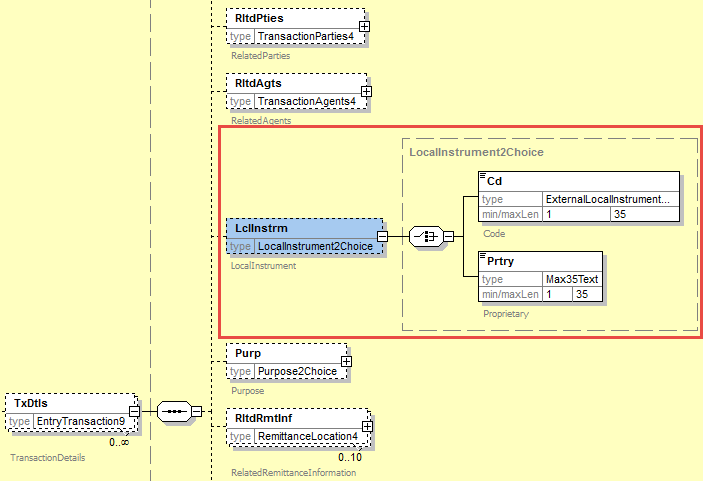 RltdPties
type TransactionParties4
RelatedParties
RltdAgts
type TransactionAgents4
RelatedAgents
LocalInstrument2Choice
Cd
type ExternalLocalInstrument...
min/maxLen 1 35
Code
LclInstrm
type LocalInstrument2Choice
LocalInstrument
Prtry
type Max35Text
min/maxLen 1 35
Proprietary
Purp
type Purpose2Choice
Purpose
TxDtls
type EntryTransaction9
0..∞
TransactionDetails
RltdRmtInf
type RemittanceLocation4
0..10
RelatedRemittanceInformation